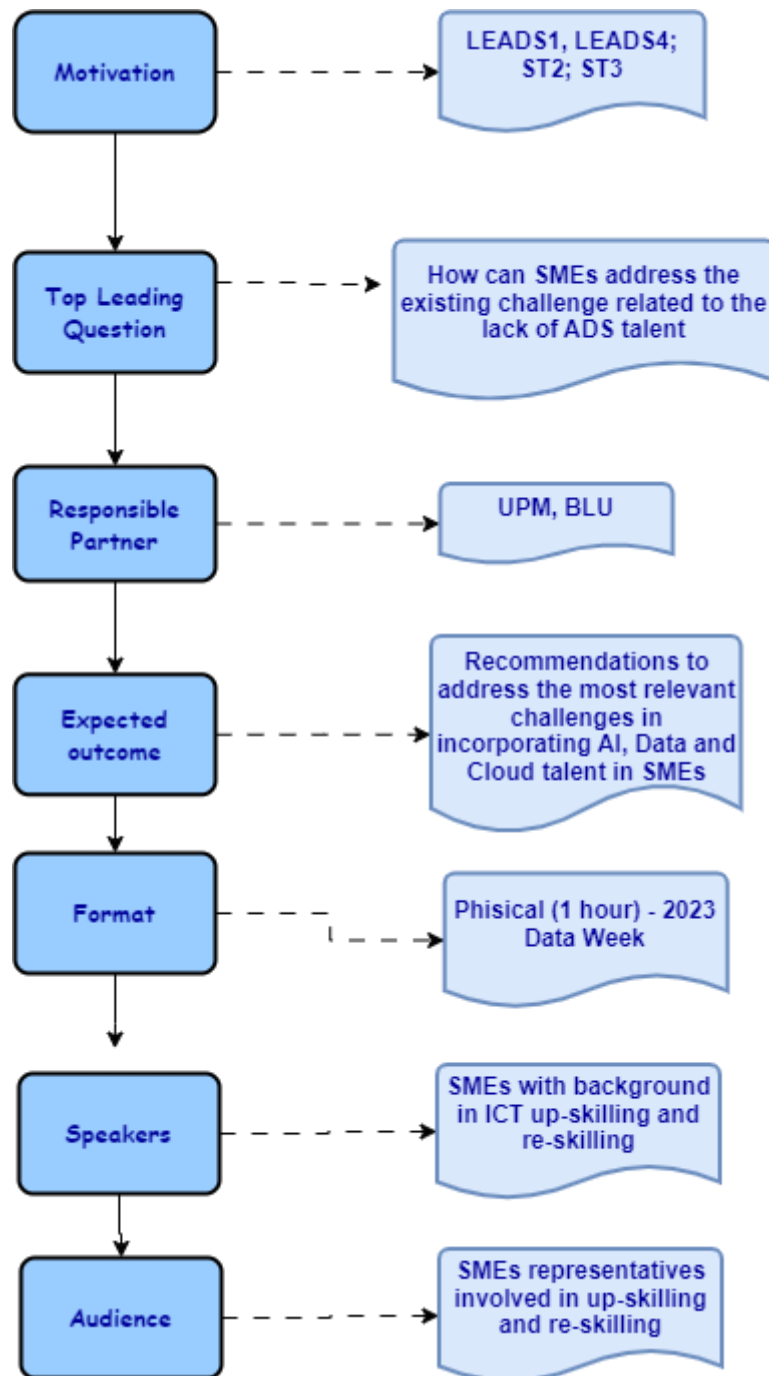 Motivation
LEADS1, LEADS4;
ST2; ST3
Top Leading
Question
How can SMEs address the
existing challenge related to the
lack of ADS talent
Responsible
Partner
UPM, BLU
Expected
outcome
Recommendations to
address the most relevant
challenges in
incorporating AI, Data and
Cloud talent in SMEs
Format
Phisical (1 hour) - 2023
Data Week
Speakers
SMEs with background
in ICT up-skilling and
re-skilling
Audience
SMEs representatives
involved in up-skilling
and re-skilling